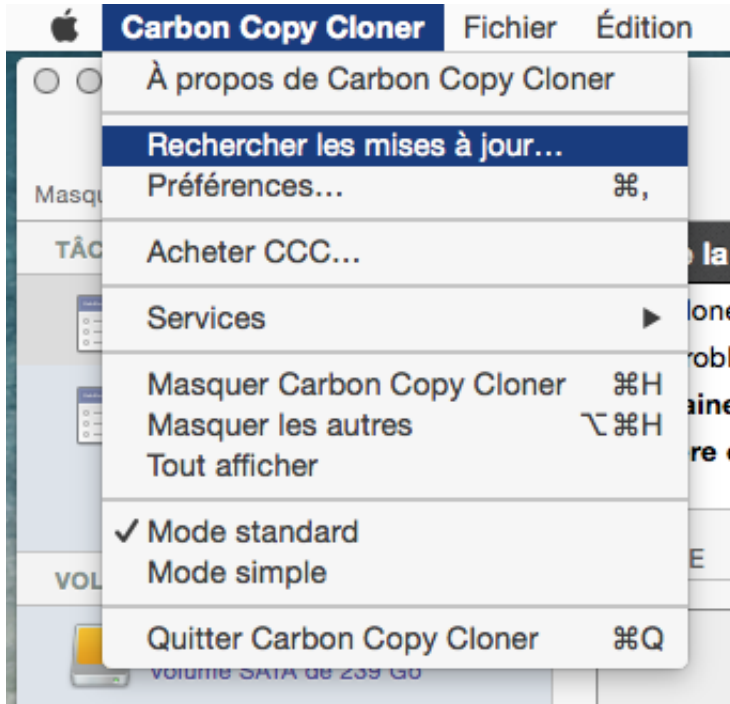 Carbon Copy Cloner Fichier Édition
À propos de Carbon Copy Cloner
Rechercher les mises à jour...
Préférences... ⌘,
Acheter CCC...
Services ▶
Masquer Carbon Copy Cloner ⌘H
Masquer les autres ⌥⌘H
Tout afficher
✓ Mode standard
Mode simple
Quitter Carbon Copy Cloner ⌘Q
Volume SATA de 239 Go